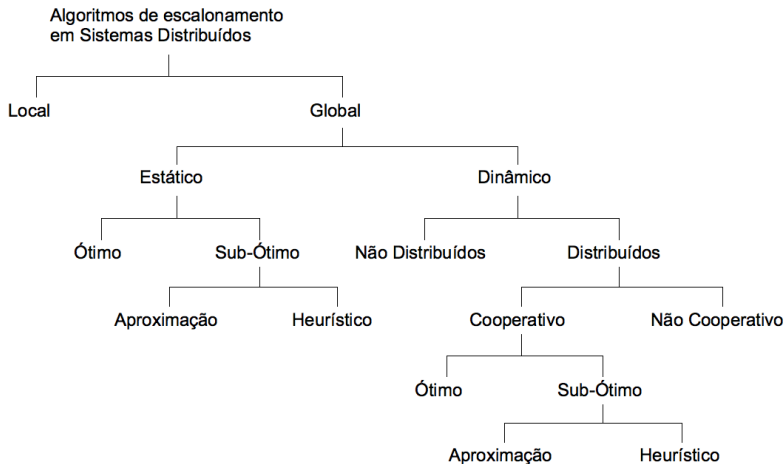 Algoritmos de escalonamento
em Sistemas Distribuídos
Local
Global
Estático
Dinâmico
Ótimo
Sub-Ótimo
Não Distribuídos
Distribuídos
Aproximação
Heurístico
Cooperativo
Não Cooperativo
Ótimo
Sub-Ótimo
Aproximação
Heurístico